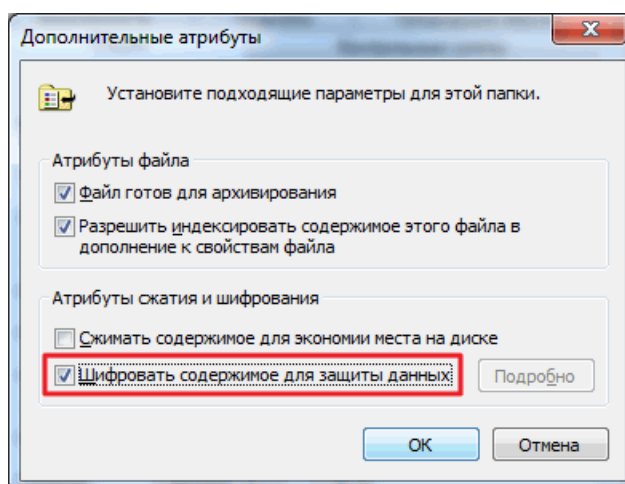 Дополнительные атрибуты
Установите подходящие параметры для этой папки.
Атрибуты файла
Файл готов для архивирования
Разрешить индексировать содержимое этого файла в
дополнение к свойствам файла
Атрибуты сжатия и шифрования
Сжимать содержимое для экономии места на диске
Шифровать содержимое для защиты данных
Подробно
ОК
Отмена